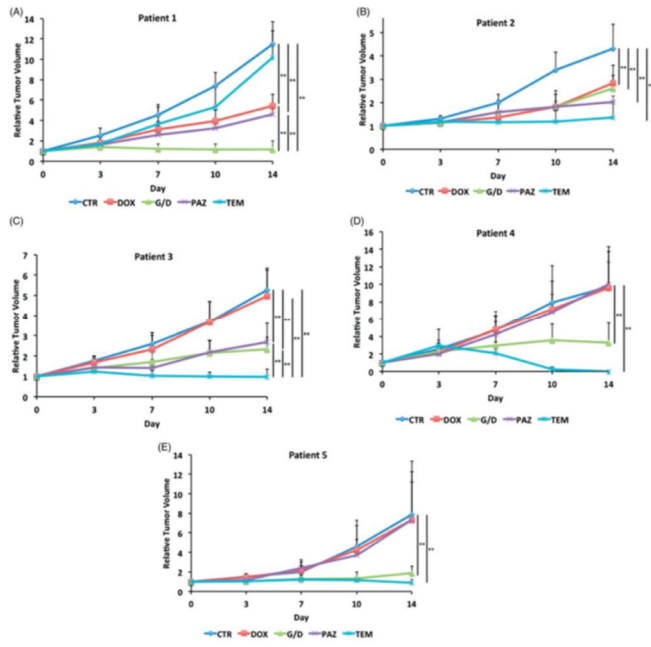 (A)
Patient 1
Relative Tumor Volume
14
12
10
8
6
4
2
0
0 3 7 10 14
Day
** ** ** ** **
CTR DOX G/D PAZ TEM
(B)
Patient 2
Relative Tumor Volume
5
4
3
2
1
0
0 3 7 10 14
Day
** ** **
CTR DOX G/D PAZ TEM
(C)
Patient 3
Relative Tumor Volume
7
6
5
4
3
2
1
0
0 3 7 10 14
Day
** ** ** ** ** **
CTR DOX G/D PAZ TEM
(D)
Patient 4
Relative Tumor Volume
16
14
12
10
8
6
4
2
0
0 3 7 10 14
Day
** **
CTR DOX G/D PAZ TEM
(E)
Patient 5
Relative Tumor Volume
14
12
10
8
6
4
2
0
0 3 7 10 14
Day
** **
CTR DOX G/D PAZ TEM